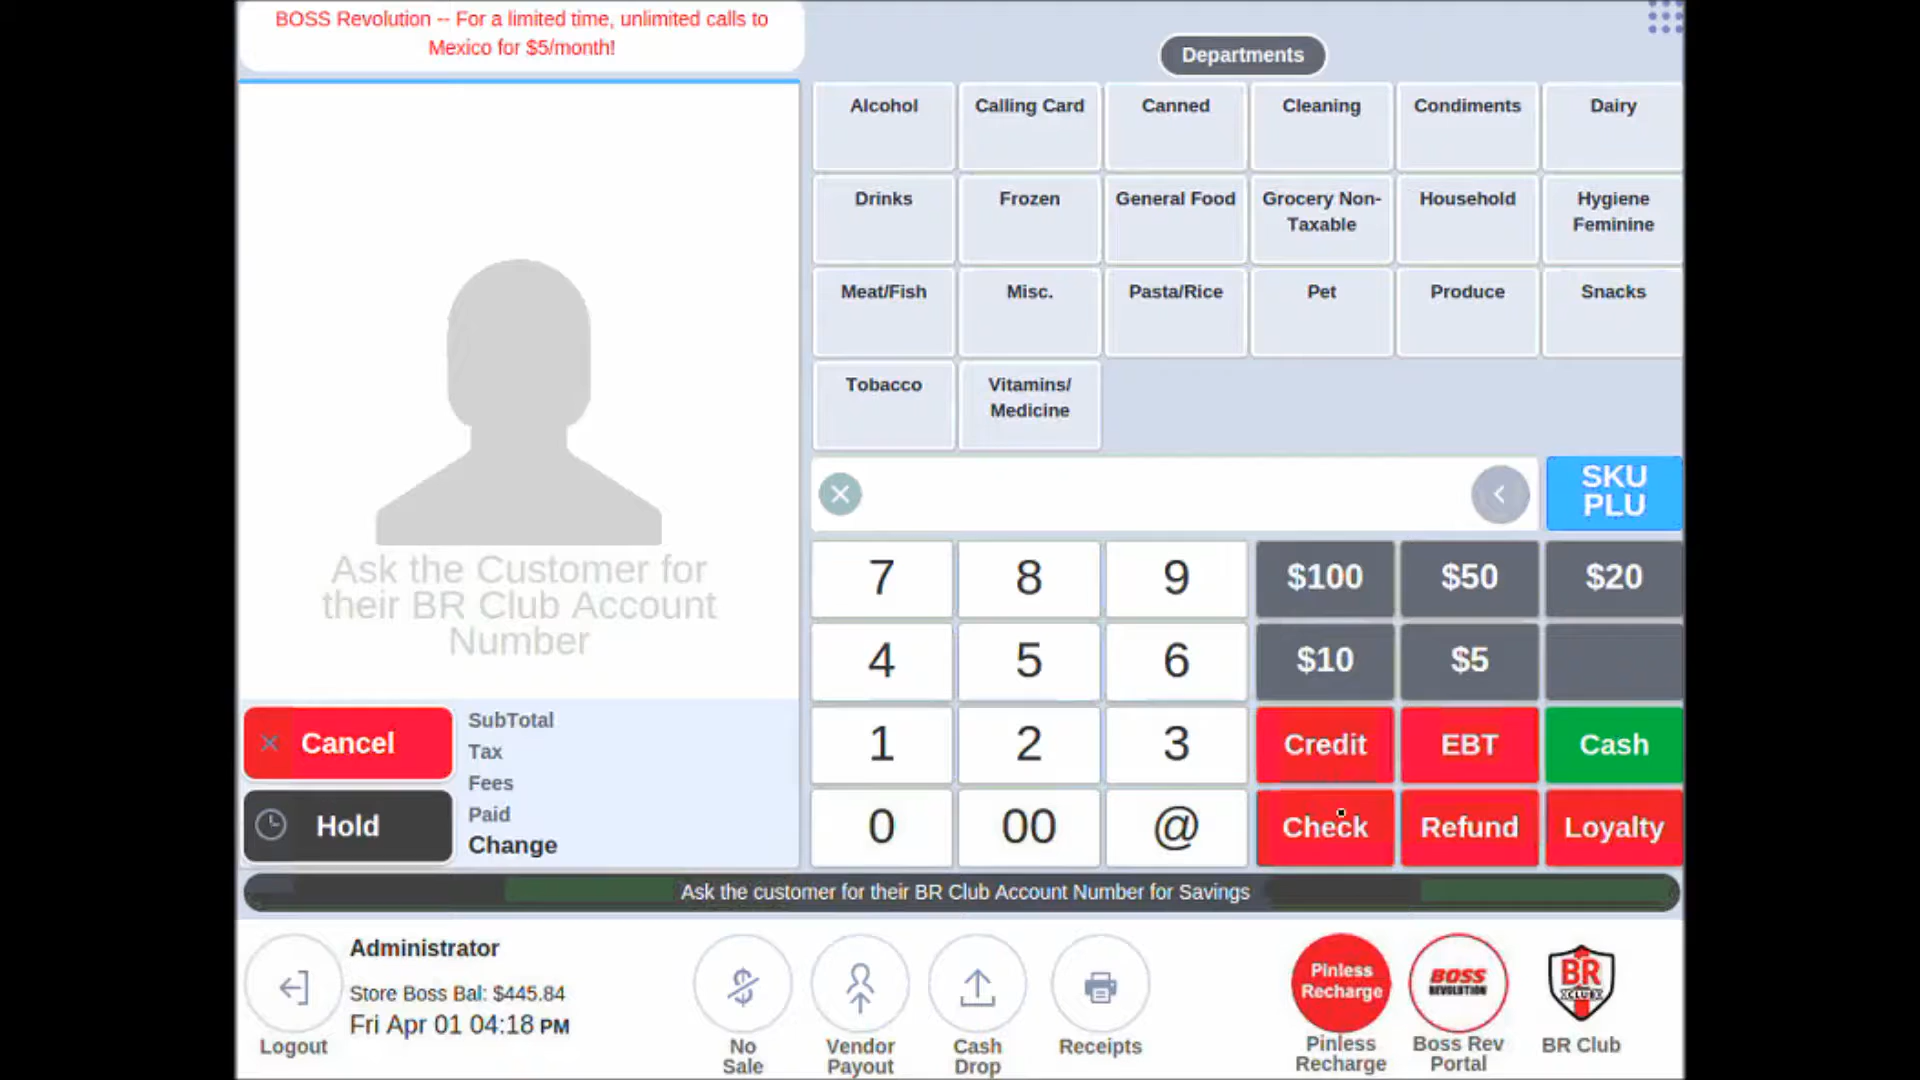 BOSS Revolution -- For a limited time, unlimited calls to
Mexico for $5/month!
Departments
Alcohol
Calling Card
Canned
Cleaning
Condiments
Dairy
Drinks
Frozen
General Food
Grocery Non-
Taxable
Household
Hygiene
Feminine
Meat/Fish
Misc.
Pasta/Rice
Pet
Produce
Snacks
Tobacco
Vitamins/
Medicine
Ask the Customer for
their BR Club Account
Number
SKU
PLU
7
8
9
$100
$50
$20
4
5
6
$10
$5
1
2
3
Credit
EBT
Cash
0
00
@
Check
Refund
Loyalty
Cancel
Hold
SubTotal
Tax
Fees
Paid
Change
Ask the customer for their BR Club Account Number for Savings
Logout
Administrator
Store Boss Bal: $445.84
Fri Apr 01 04:18 PM
No
Sale
Vendor
Payout
Cash
Drop
Receipts
Pinless
Recharge
Pinless
Recharge
BOSS
REVOLUTION
Boss Rev
Portal
BR
CLUB
BR Club